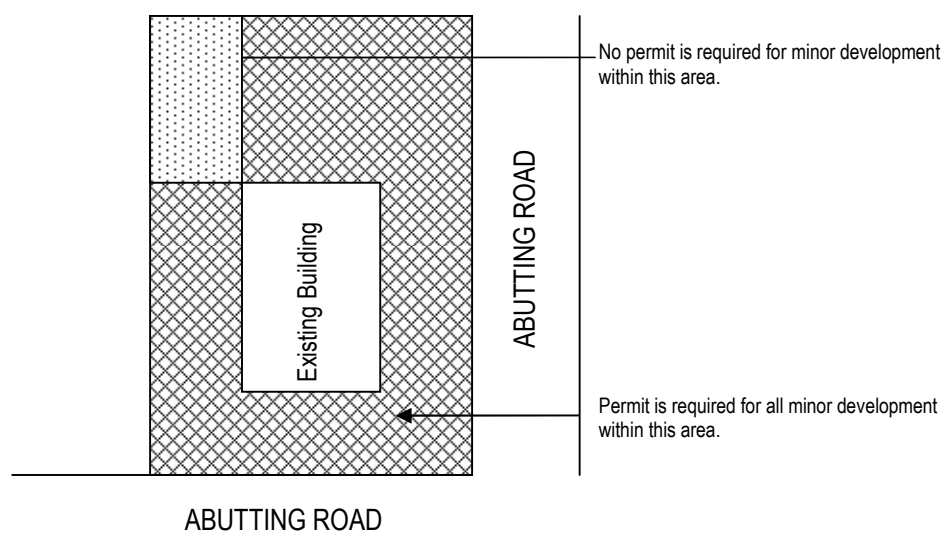 No permit is required for minor development
within this area.
ABUTTING ROAD
Existing Building
Permit is required for all minor development
within this area.
ABUTTING ROAD